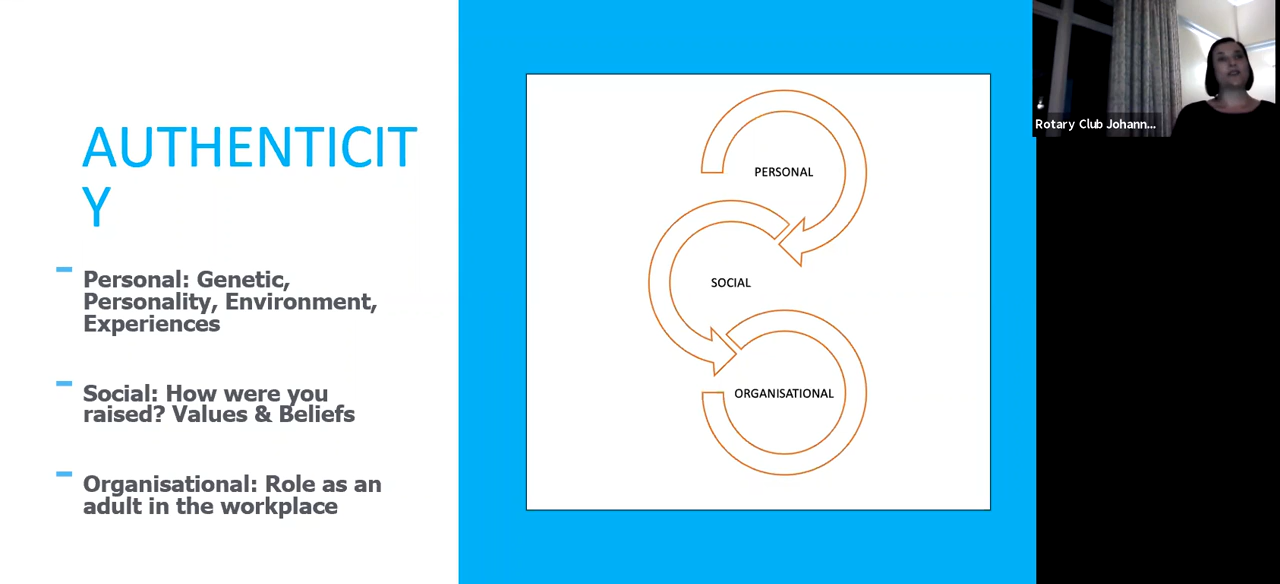 AUTHENTICIT
Y
Personal: Genetic,
Personality, Environment,
Experiences
Social: How were you
raised? Values & Beliefs
Organisational: Role as an
adult in the workplace
PERSONAL
SOCIAL
ORGANISATIONAL
Rotary Club Johann...